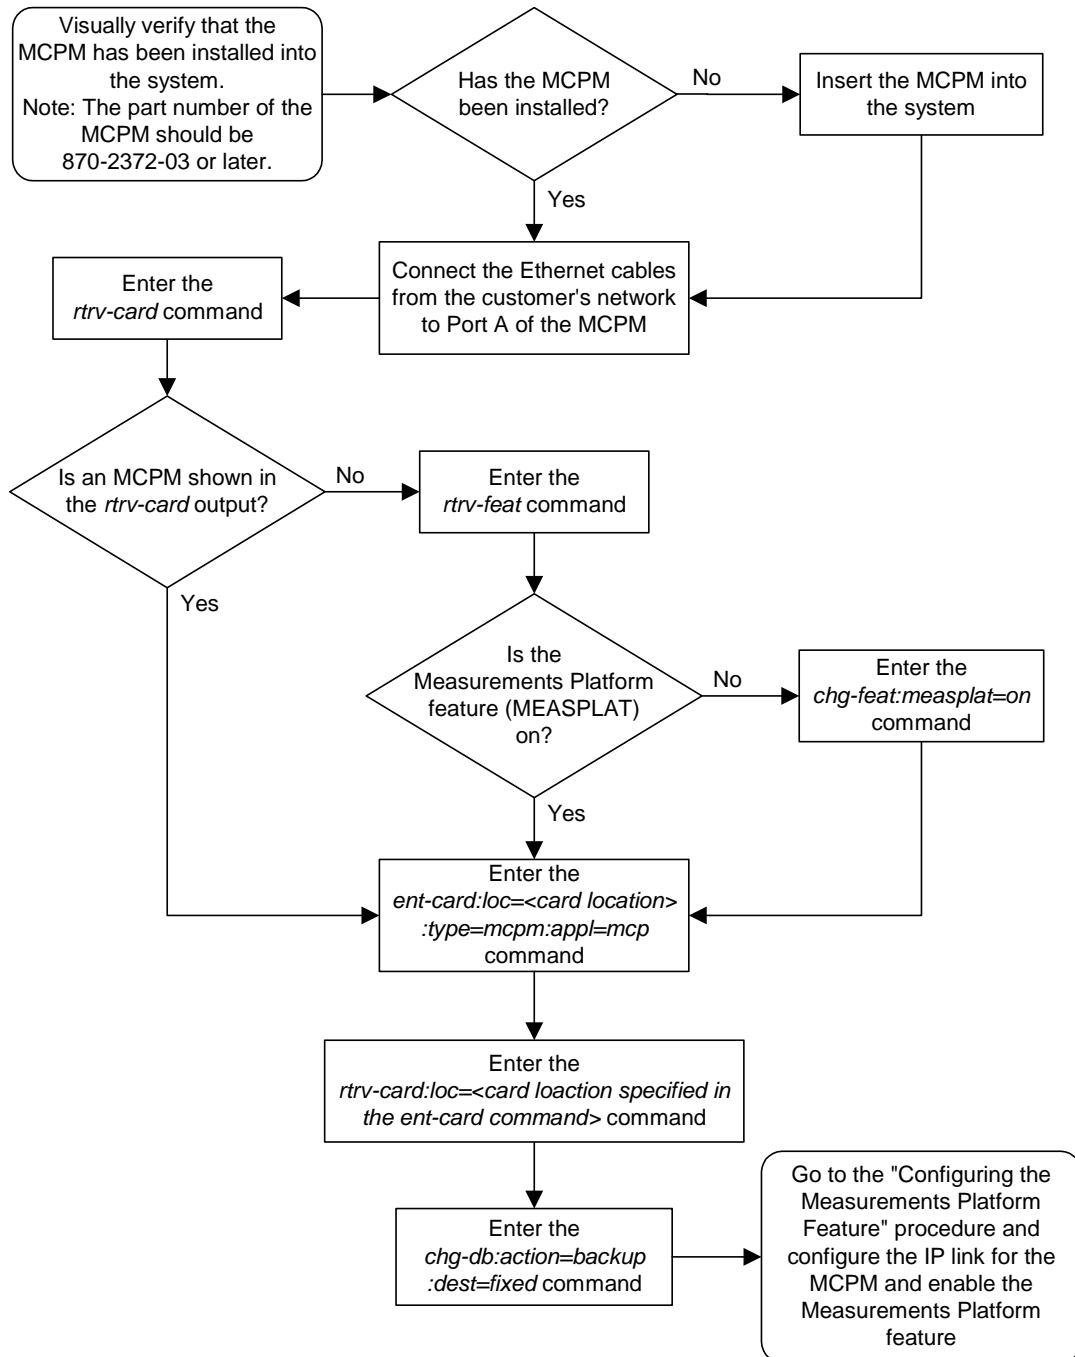 Visually verify that the
MCPM has been installed into
the system.
Note: The part number of the
MCPM should be
870-2372-03 or later.
Has the MCPM
been installed?
No
Insert the MCPM into
the system
Yes
Connect the Ethernet cables
from the customer's network
to Port A of the MCPM
Enter the
rtrv-card command
Is an MCPM shown in
the rtrv-card output?
No
Enter the
rtrv-feat command
Yes
Is the
Measurements Platform
feature (MEASPLAT)
on?
No
Enter the
chg-feat:measplat=on
command
Yes
Enter the
ent-card:loc=<card location>
:type=mcpm:appl=mcp
command
Enter the
rtrv-card:loc=<card loaction specified in
the ent-card command> command
Enter the
chg-db:action=backup
:dest=fixed command
Go to the "Configuring the
Measurements Platform
Feature" procedure and
configure the IP link for the
MCPM and enable the
Measurements Platform
feature